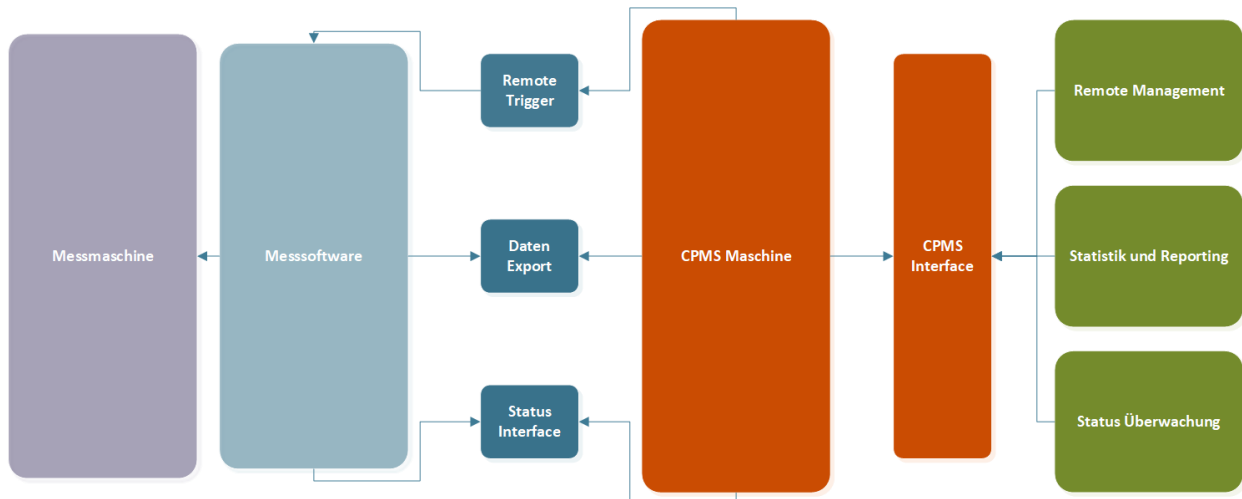 Messmaschine
Messsoftware
Remote
Trigger
Daten
Export
Status
Interface
CPMS Maschine
CPMS
Interface
Remote Management
Statistik und Reporting
Status Überwachung